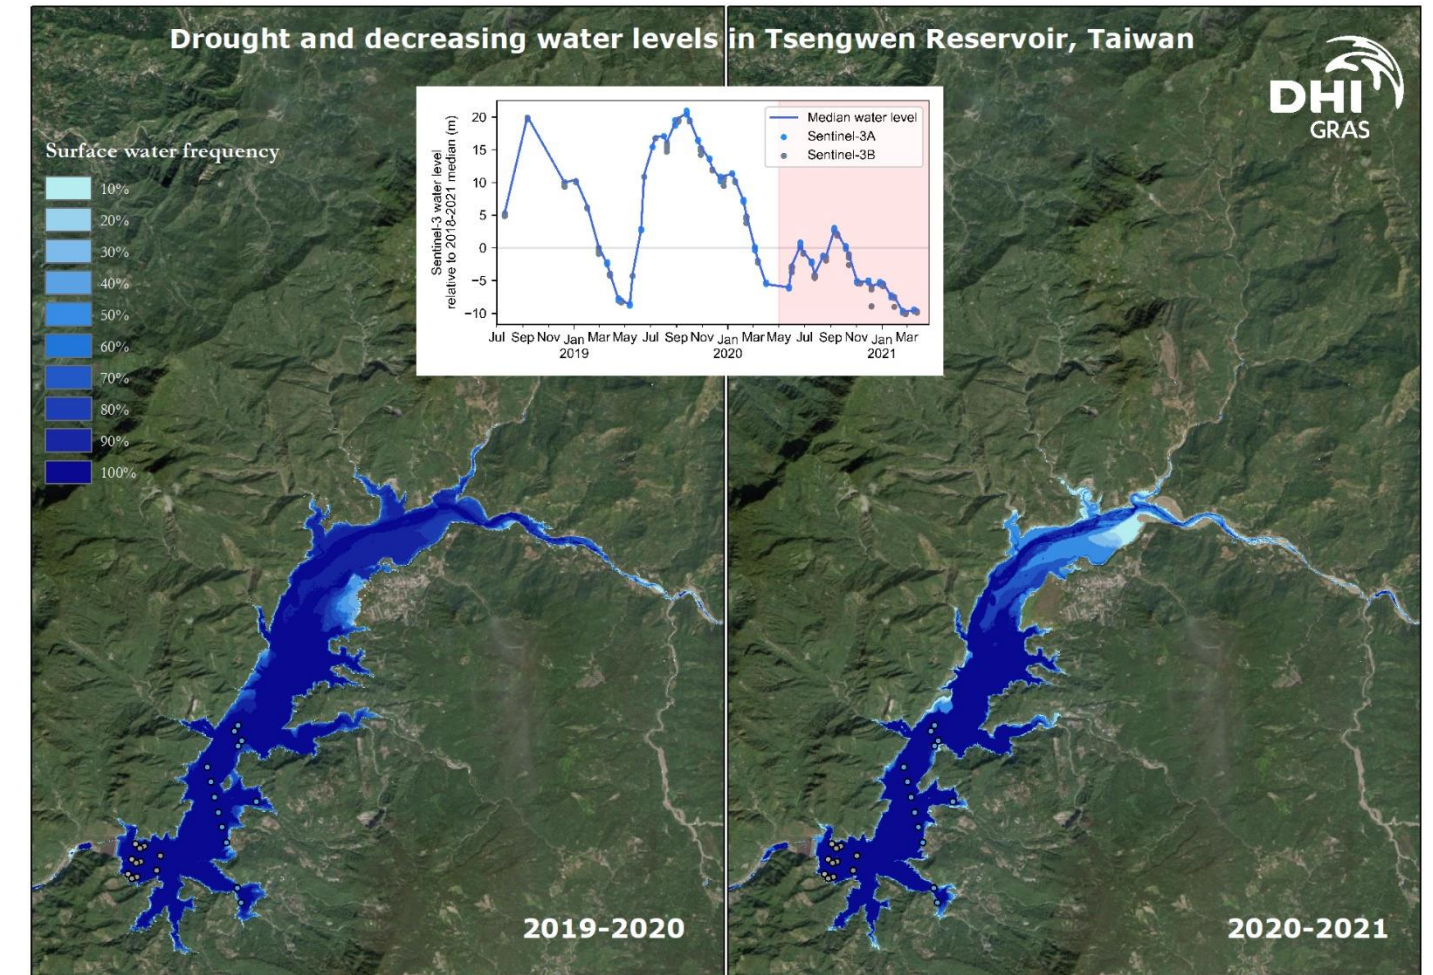 Drought and decreasing water levels in Tsengwen Reservoir, Taiwan
DHI
GRAS
Surface water frequency
10%
20%
30%
40%
50%
60%
70%
80%
90%
100%
Sentinel-3 water level
relative to 2018-2021 median (m)
20
15
10
5
0
−5
−10
Median water level
Sentinel-3A
Sentinel-3B
Jul Sep Nov Jan Mar May Jul Sep Nov Jan Mar May Jul Sep Nov Jan Mar
2019 2020 2021
2019-2020
2020-2021